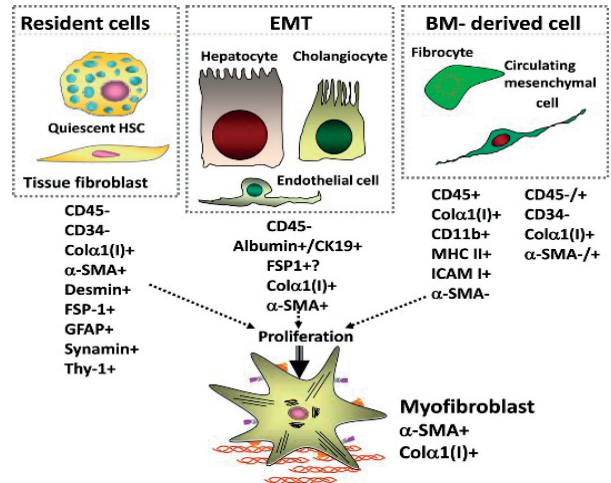 Resident cells
Quiescent HSC
Tissue fibroblast
CD45-
CD34-
Colα1(I)+
α-SMA+
Desmin+
FSP-1+
GFAP+
Synamin+
Thy-1+
EMT
Hepatocyte Cholangiocyte
Endothelial cell
CD45-
Albumin+/CK19+
FSP1+?
Colα1(I)+
α-SMA+
BM- derived cell
Fibrocyte
Circulating
mesenchymal
cell
CD45+
Colα1(I)+
CD11b+
MHC II+
ICAM I+
α-SMA-
CD45-/+
CD34-
Colα1(I)+
α-SMA-/+
Proliferation
Myofibroblast
α-SMA+
Colα1(I)+